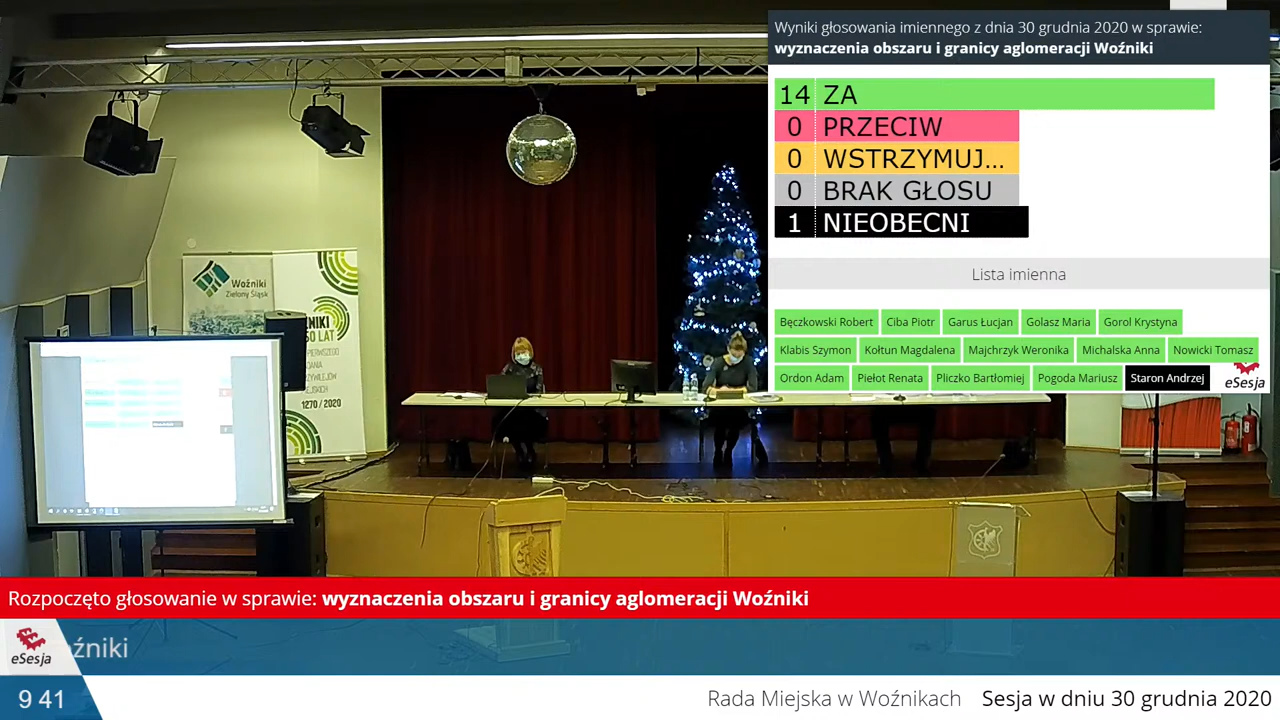 Wyniki głosowania imiennego z dnia 30 grudnia 2020 w sprawie:
wyznaczenia obszaru i granicy aglomeracji Woźniki
14 ZA
0 PRZECIW
0 WSTRZYMUJ...
0 BRAK GŁOSU
1 NIEOBECNI
Lista imienna
Bęczkowski Robert Ciba Piotr Garus Łucjan Golasz Maria Gorol Krystyna
Klabis Szymon Kołtun Magdalena Majchrzyk Weronika Michalska Anna Nowicki Tomasz
Ordon Adam Piełot Renata Pliczko Bartłomiej Pogoda Mariusz Staron Andrzej
eSesja
Woźniki
Zielony Śląsk
NIKI
50 LAT
1270 / 2020
Rozpoczęto głosowanie w sprawie: wyznaczenia obszaru i granicy aglomeracji Woźniki
eSesja
źniki
9 41
Rada Miejska w Woźnikach Sesja w dniu 30 grudnia 2020